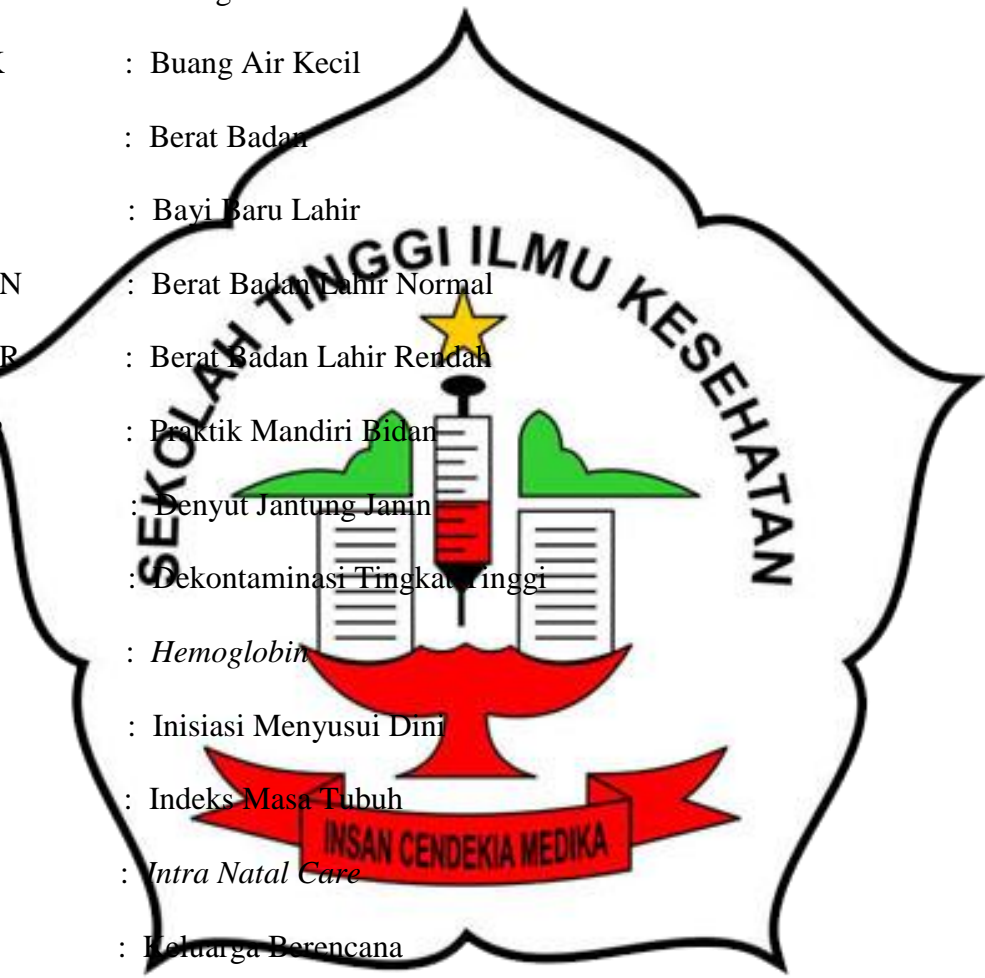 K : Buang Air Kecil
: Berat Badan
: Bayi Baru Lahir
N : Berat Badan Lahir Normal
R : Berat Badan Lahir Rendah
: Praktik Mandiri Bidan
: Denyut Jantung Janin
: Dekontaminasi Tingkat Tinggi
: Hemoglobin
: Inisiasi Menyusui Dini
: Indeks Masa Tubuh
: Intra Natal Care
: Keluarga Berencana
SEKOLAH TINGGI ILMU KESEHATAN
INSAN CENDEKIA MEDIKA